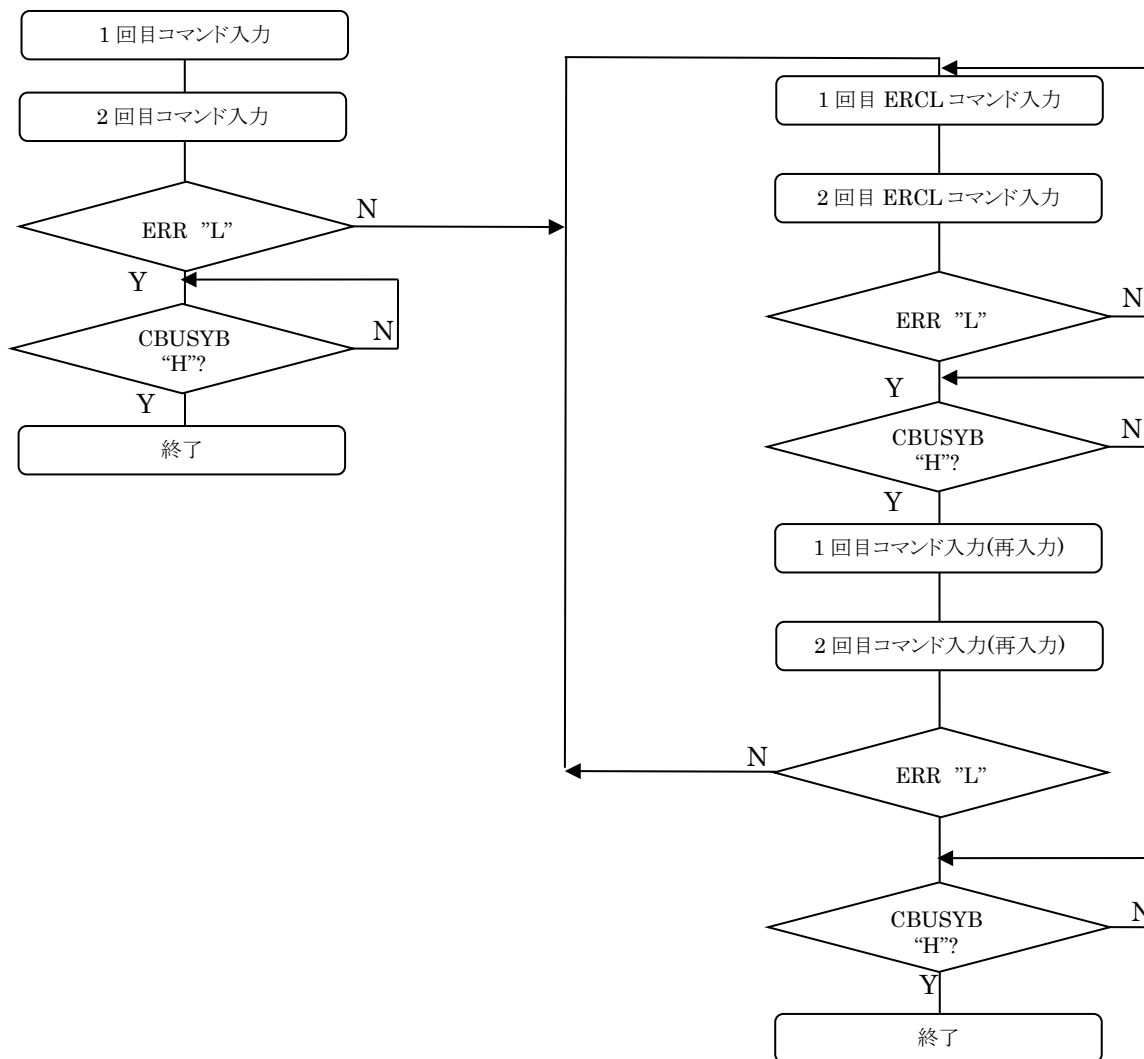 1 回目コマンド入力
2 回目コマンド入力
ERR ”L”
N
Y
CBUSYB
“H”?
N
Y
終了
1 回目 ERCL コマンド入力
2 回目 ERCL コマンド入力
ERR ”L”
N
Y
CBUSYB
“H”?
N
Y
1 回目コマンド入力(再入力)
2 回目コマンド入力(再入力)
N
ERR ”L”
CBUSYB
“H”?
N
Y
終了